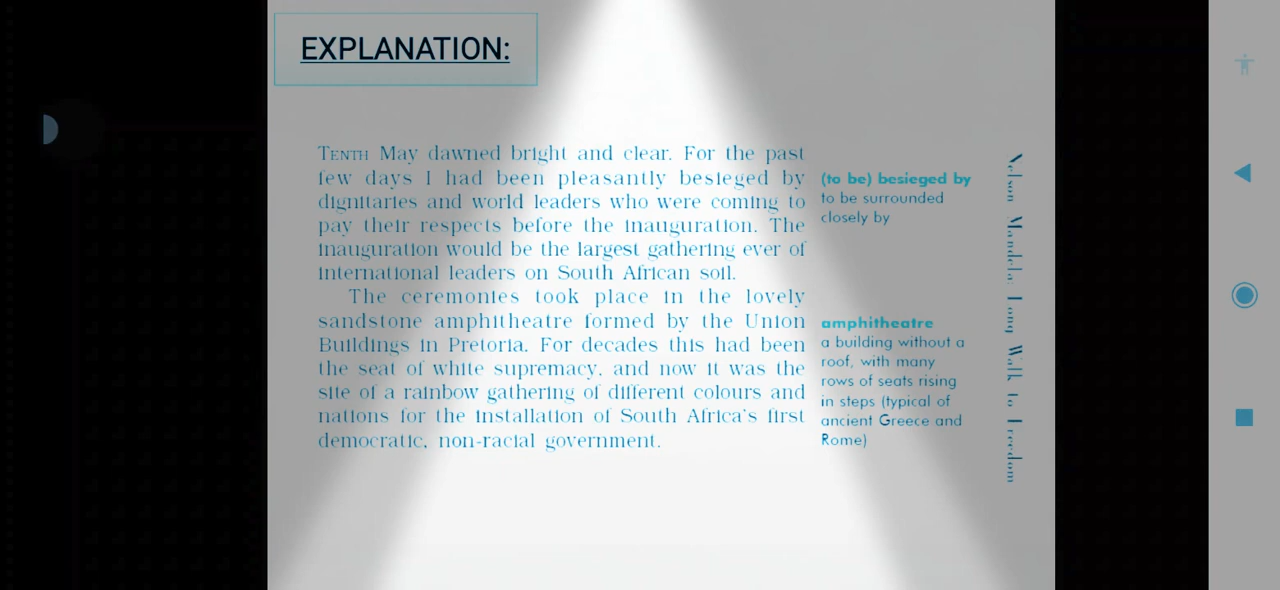 EXPLANATION:
TENTH May dawned bright and clear. For the past
few days I had been pleasantly besieged by
dignitaries and world leaders who were coming to
pay their respects before the inauguration. The
inauguration would be the largest gathering ever of
international leaders on South African soil.
The ceremonies took place in the lovely
sandstone amphitheatre formed by the Union
Buildings in Pretoria. For decades this had been
the seat of white supremacy, and now it was the
site of a rainbow gathering of different colours and
nations for the installation of South Africa's first
democratic, non-racial government.
(to be) besieged by
to be surrounded
closely by
amphitheatre
a building without a
roof, with many
rows of seats rising
in steps (typical of
ancient Greece and
Rome)
Nelson Mandela: Long Walk to Freedom